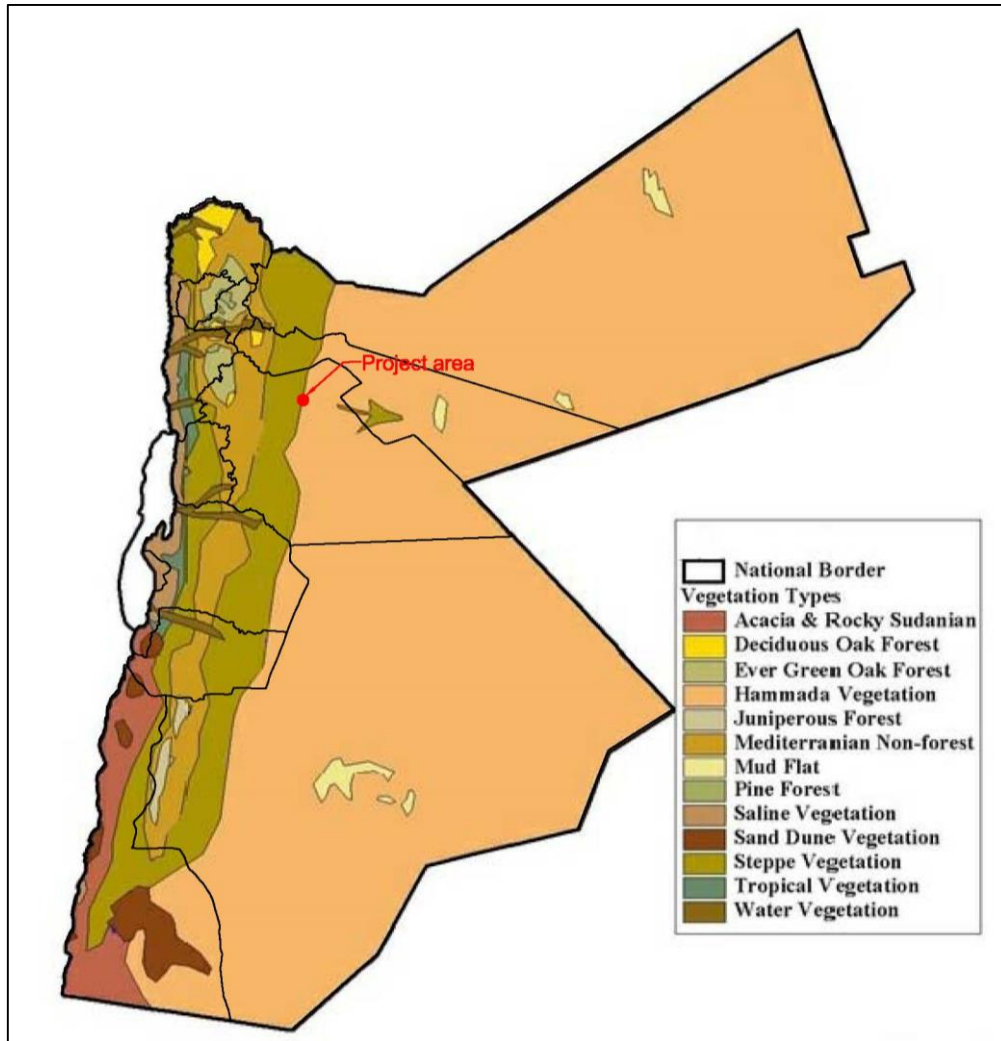 Project area
National Border
Vegetation Types
Acacia & Rocky Sudanian
Deciduous Oak Forest
Ever Green Oak Forest
Hammada Vegetation
Juniperous Forest
Mediterranian Non-forest
Mud Flat
Pine Forest
Saline Vegetation
Sand Dune Vegetation
Steppe Vegetation
Tropical Vegetation
Water Vegetation